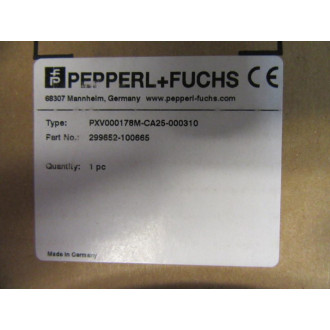 PEPPERL+FUCHS CE
68307 Mannheim, Germany www.pepperl-fuchs.com
Type: PXV000178M-CA25-000310
Part No.: 299652-100665
Quantity: 1 pc
Made in Germany